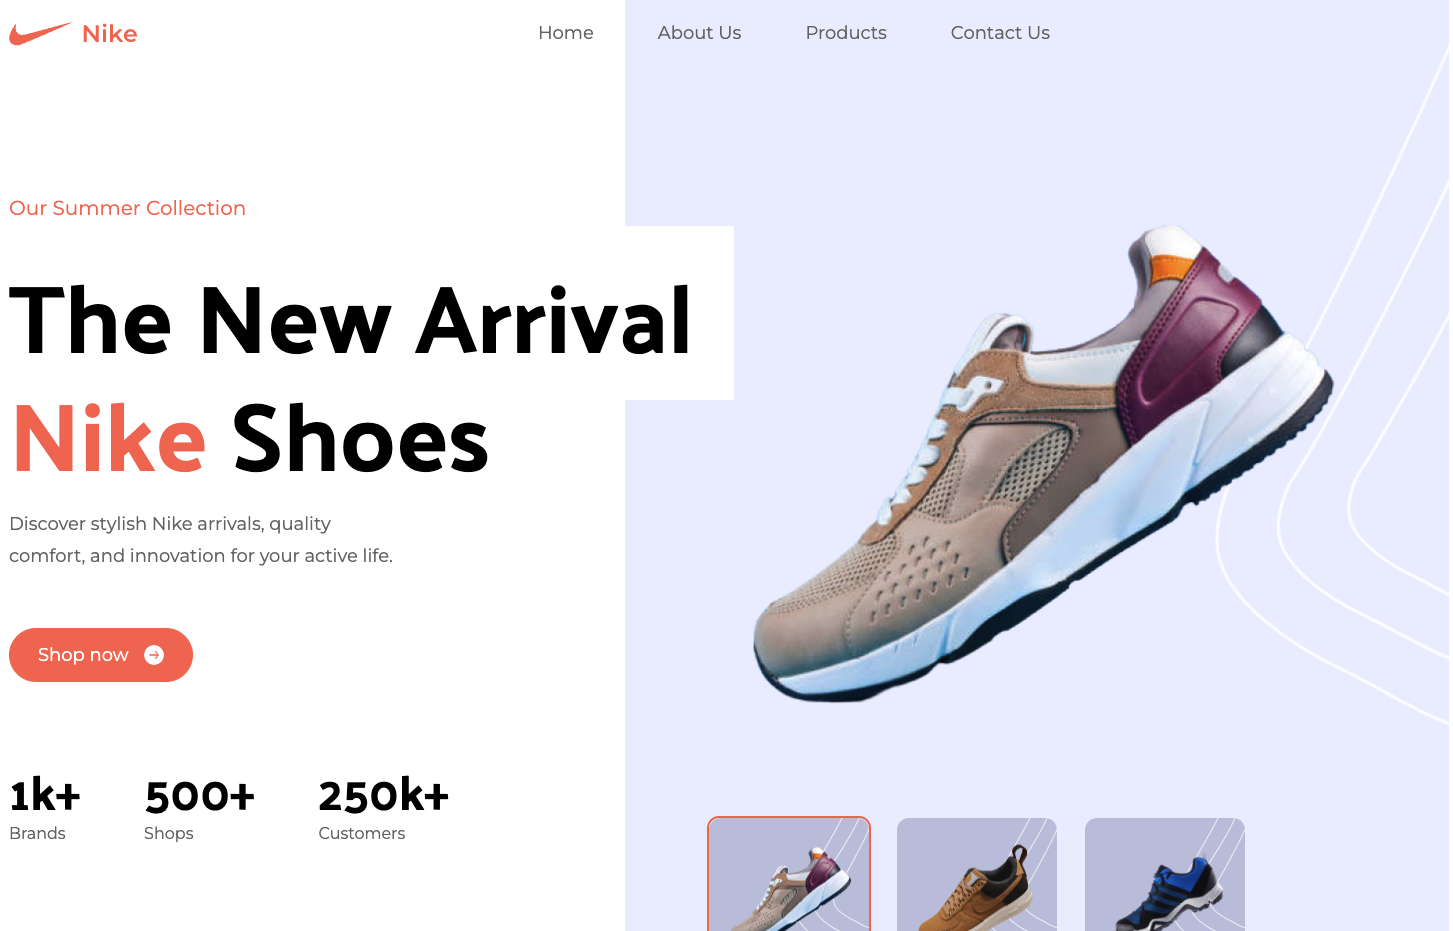 Nike
Home
About Us
Products
Contact Us
Our Summer Collection
The New Arrival
Nike Shoes
Discover stylish Nike arrivals, quality
comfort, and innovation for your active life.
Shop now
1k+
Brands
500+
Shops
250k+
Customers